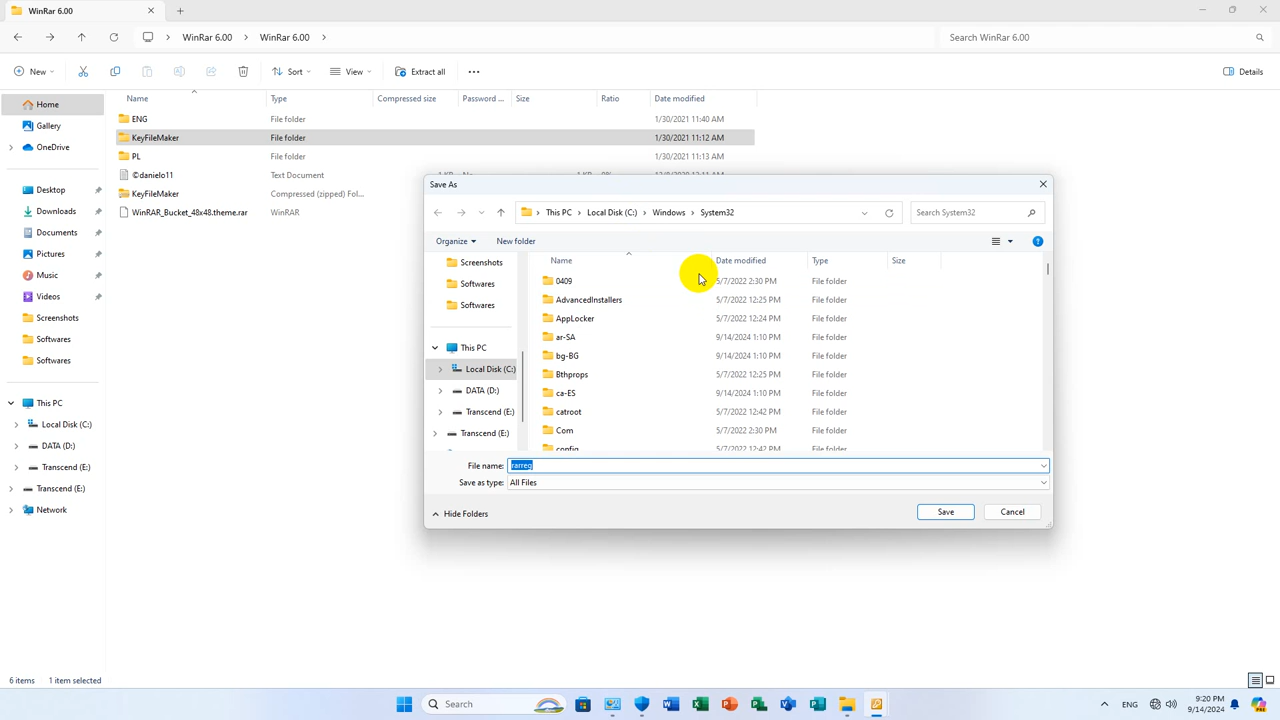 WinRar 6.00
WinRar 6.00 WinRar 6.00 Search WinRar 6.00
New Sort View Extract all Details
Name Type Compressed size Password ... Size Ratio Date modified
Home
Gallery
OneDrive
Desktop
Downloads
Documents
Pictures
Music
Videos
Screenshots
Softwares
Softwares
This PC
Local Disk (C:)
DATA (D:)
Transcend (E:)
Transcend (E:)
Network
ENG File folder 1/30/2021 11:40 AM
KeyFileMaker File folder 1/30/2021 11:12 AM
PL File folder 1/30/2021 11:13 AM
©danielo11 Text Document
KeyFileMaker Compressed (zipped) Fol...
WinRAR_Bucket_48x48.theme.rar WinRAR
Save As
This PC Local Disk (C:) Windows System32 Search System32
Organize New folder
Screenshots
Softwares
Softwares
This PC
Local Disk (C:)
DATA (D:)
Transcend (E:)
Transcend (E:)
Name Date modified Type Size
0409 5/7/2022 2:30 PM File folder
AdvancedInstallers 5/7/2022 12:25 PM File folder
AppLocker 5/7/2022 12:24 PM File folder
ar-SA 9/14/2024 1:10 PM File folder
bg-BG 9/14/2024 1:10 PM File folder
Bthprops 5/7/2022 12:25 PM File folder
ca-ES 9/14/2024 1:10 PM File folder
catroot 5/7/2022 12:42 PM File folder
Com 5/7/2022 2:30 PM File folder
config 5/7/2022 12:42 PM File folder
File name: rarreg
Save as type: All Files
Hide Folders Save Cancel
6 items 1 item selected
Search ENG 9:20 PM
9/14/2024